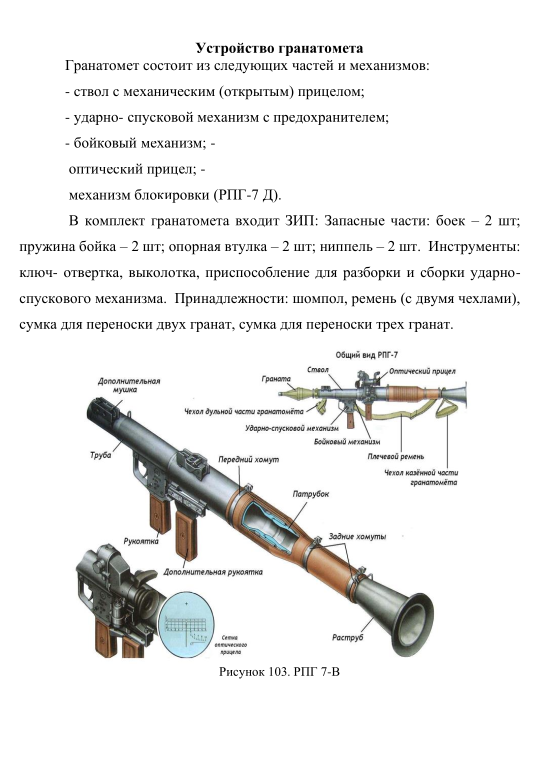 Устройство гранатомета
Гранатомет состоит из следующих частей и механизмов:
- ствол с механическим (открытым) прицелом;
- ударно- спусковой механизм с предохранителем;
- бойковый механизм; -
оптический прицел; -
механизм блокировки (РПГ-7 Д).
В комплект гранатомета входит ЗИП: Запасные части: боек – 2 шт;
пружина бойка – 2 шт; опорная втулка – 2 шт; ниппель – 2 шт. Инструменты:
ключ- отвертка, выколотка, приспособление для разборки и сборки ударно-
спускового механизма. Принадлежности: шомпол, ремень (с двумя чехлами),
сумка для переноски двух гранат, сумка для переноски трех гранат.
Общий вид РПГ-7
Ствол
Оптический прицел
Граната
Дополнительная
мушка
Чехол дульной части гранатомёта
Ударно-спусковой механизм
Бойковый механизм
Плечевой ремень
Чехол казённой части
гранатомёта
Труба
Передний хомут
Патрубок
Задние хомуты
Рукоятка
Дополнительная рукоятка
Сетка
оптического
прицела
Раструб
Рисунок 103. РПГ 7-В